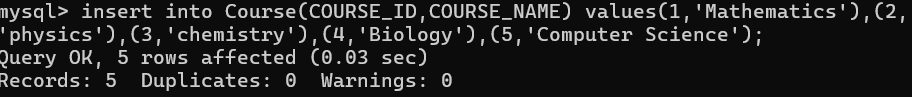 mysql> insert into Course(COURSE_ID,COURSE_NAME) values(1,'Mathematics'),(2,
'physics'),(3,'chemistry'),(4,'Biology'),(5,'Computer Science');
Query OK, 5 rows affected (0.03 sec)
Records: 5  Duplicates: 0  Warnings: 0